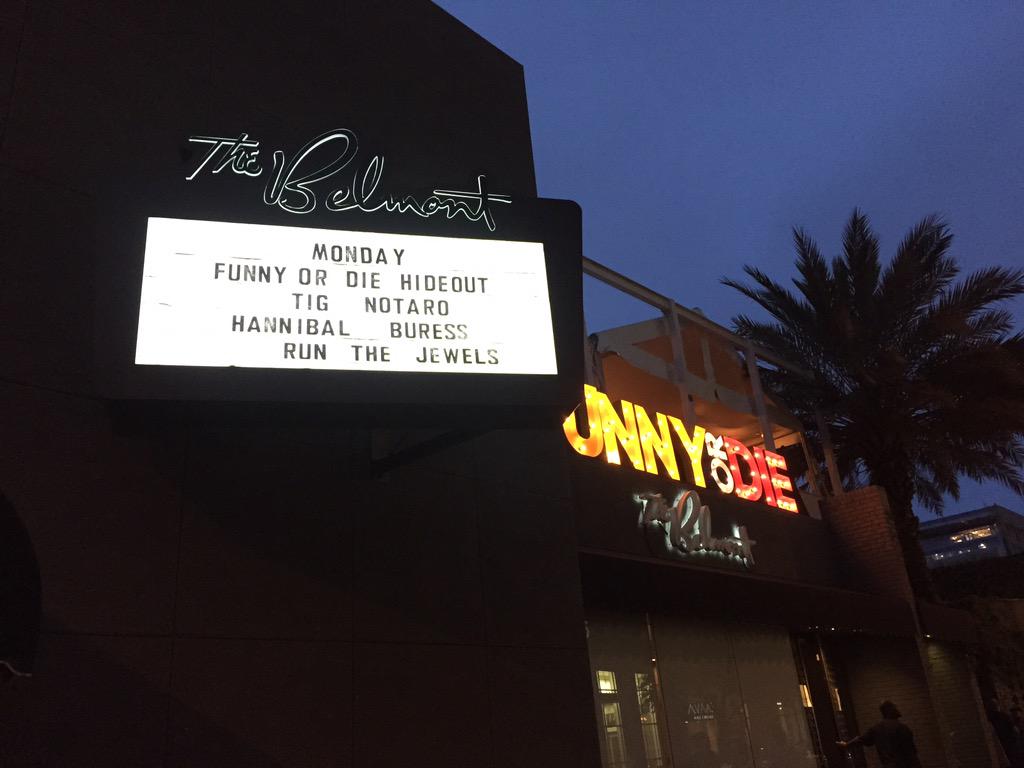 The Belmont
MONDAY
FUNNY OR DIE HIDEOUT
TIG NOTARO
HANNIBAL BURESS
RUN THE JEWELS
UNNY OR DIE
The Belmont